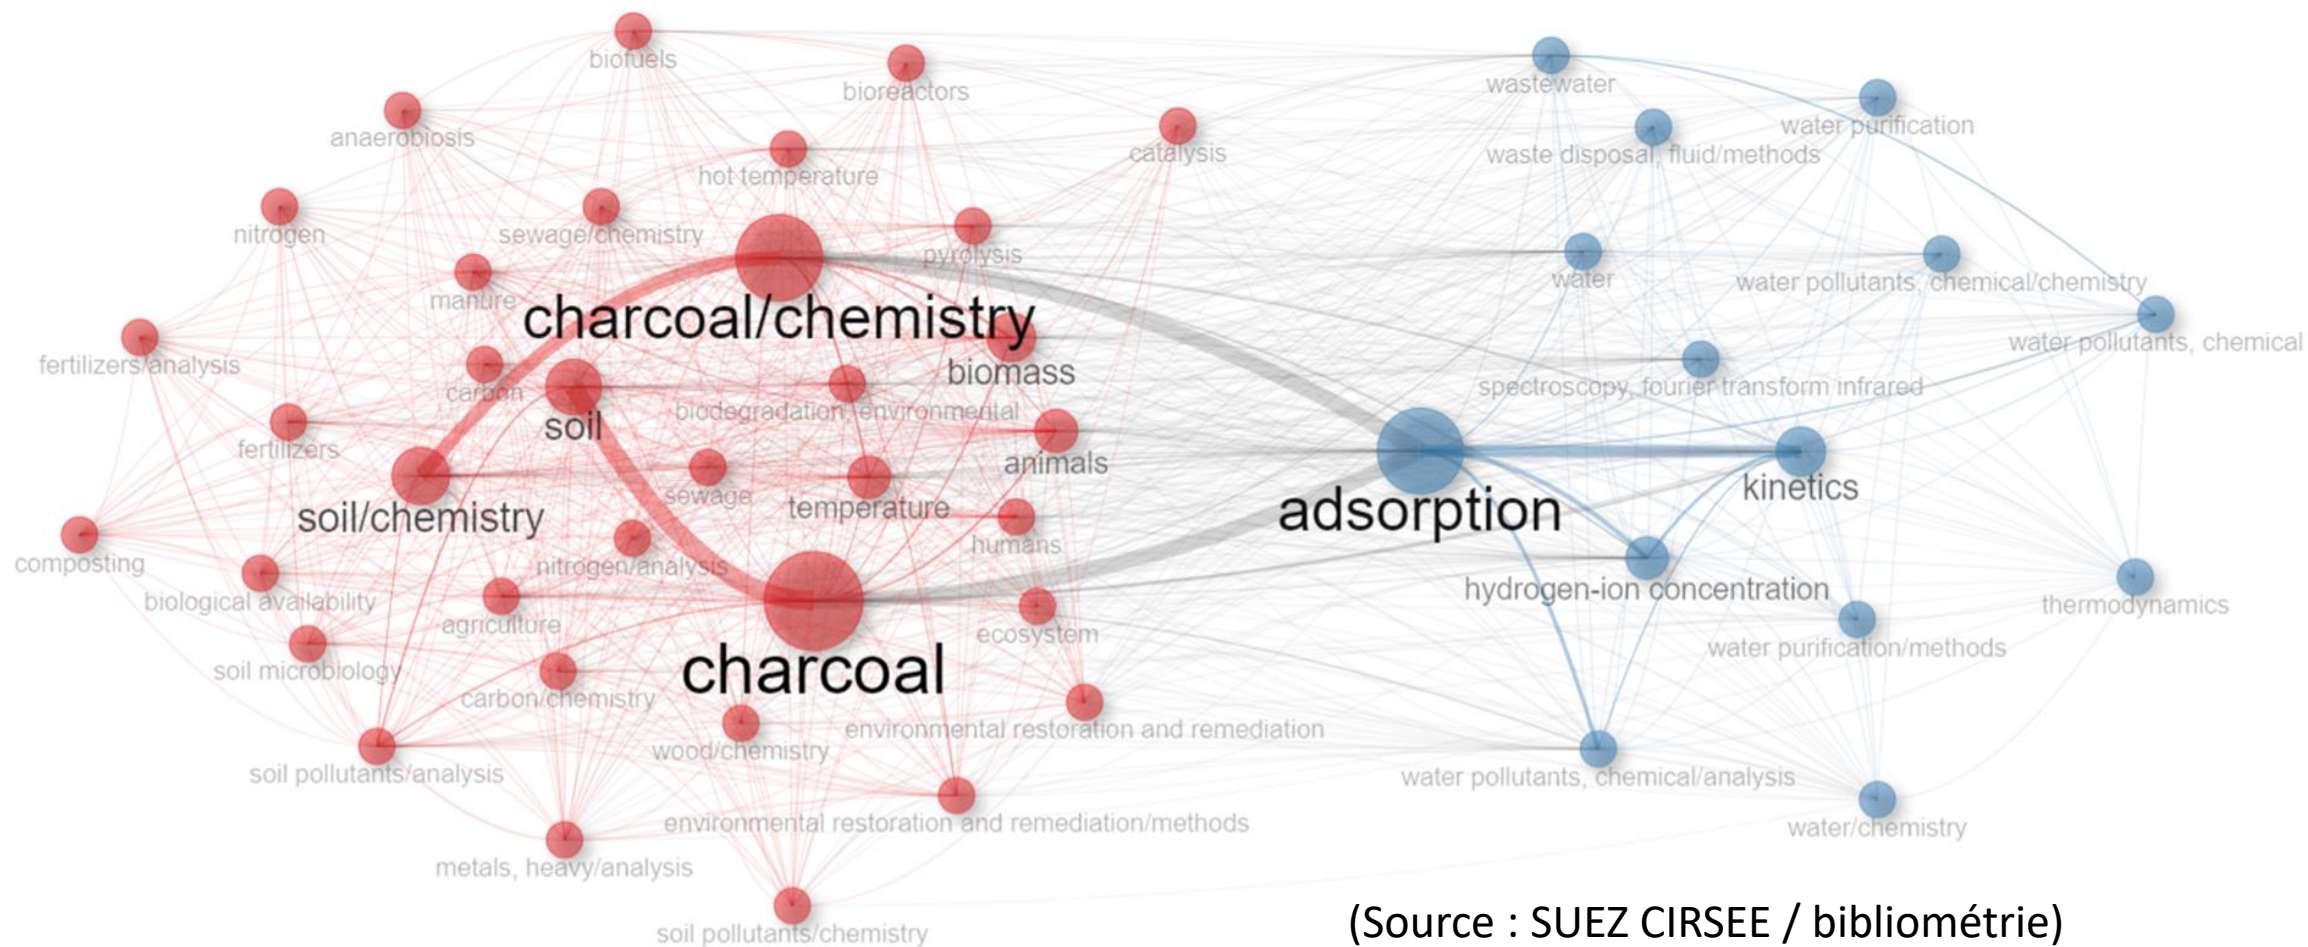 biofuels
bioreactors
wastewater
water purification
anaerobiosis
catalysis
waste disposal, fluid/methods
hot temperature
nitrogen
sewage/chemistry
pyrolysis
water
water pollutants, chemical/chemistry
manure
charcoal/chemistry
water pollutants, chemical
fertilizers/analysis
carbon
biomass
spectroscopy, fourier transform infrared
soil
biodegradation, environmental
fertilizers
animals
sewage
temperature
kinetics
soil/chemistry
adsorption
humans
composting
nitrogen/analysis
hydrogen-ion concentration
biological availability
thermodynamics
agriculture
ecosystem
water purification/methods
soil microbiology
charcoal
carbon/chemistry
environmental restoration and remediation
wood/chemistry
soil pollutants/analysis
water pollutants, chemical/analysis
environmental restoration and remediation/methods
water/chemistry
metals, heavy/analysis
soil pollutants/chemistry
(Source : SUEZ CIRSEE / bibliométrie)